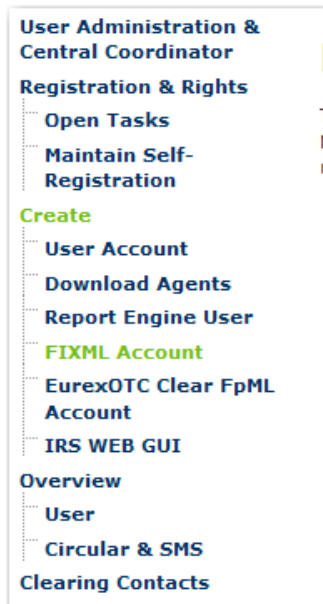 User Administration &
Central Coordinator
Registration & Rights
Open Tasks
Maintain Self-
Registration
Create
User Account
Download Agents
Report Engine User
FIXML Account
EurexOTC Clear FpML
Account
IRS WEB GUI
Overview
User
Circular & SMS
Clearing Contacts